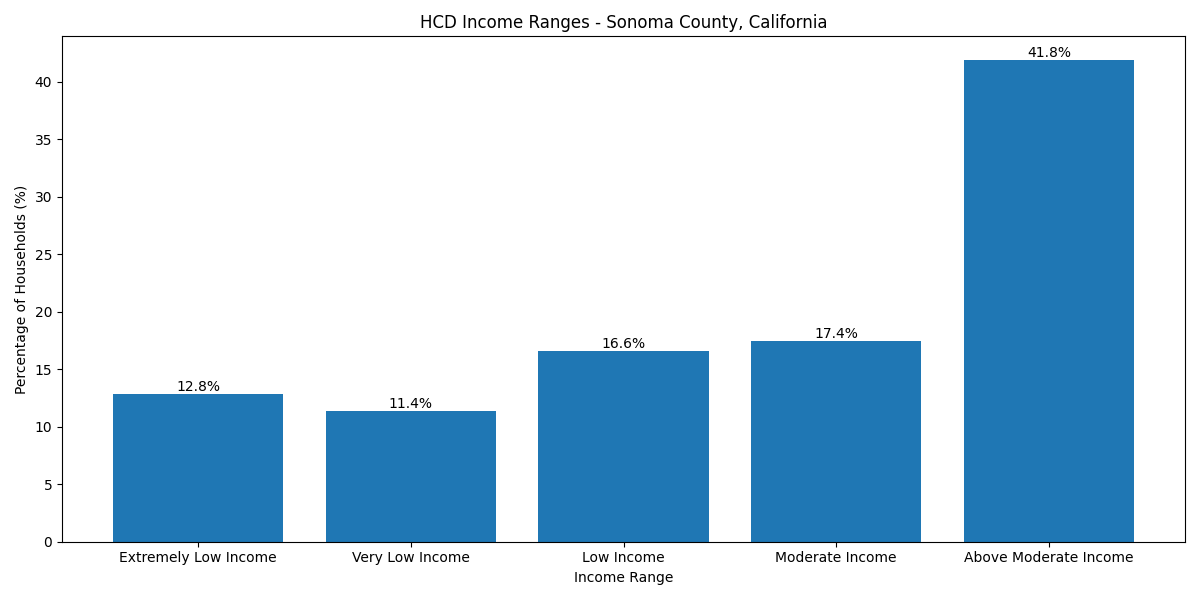 HCD Income Ranges - Sonoma County, California
41.8%
40
35
30
25
20
15
10
5
0
Percentage of Households (%)
12.8%
11.4%
16.6%
17.4%
Extremely Low Income
Very Low Income
Low Income
Moderate Income
Above Moderate Income
Income Range